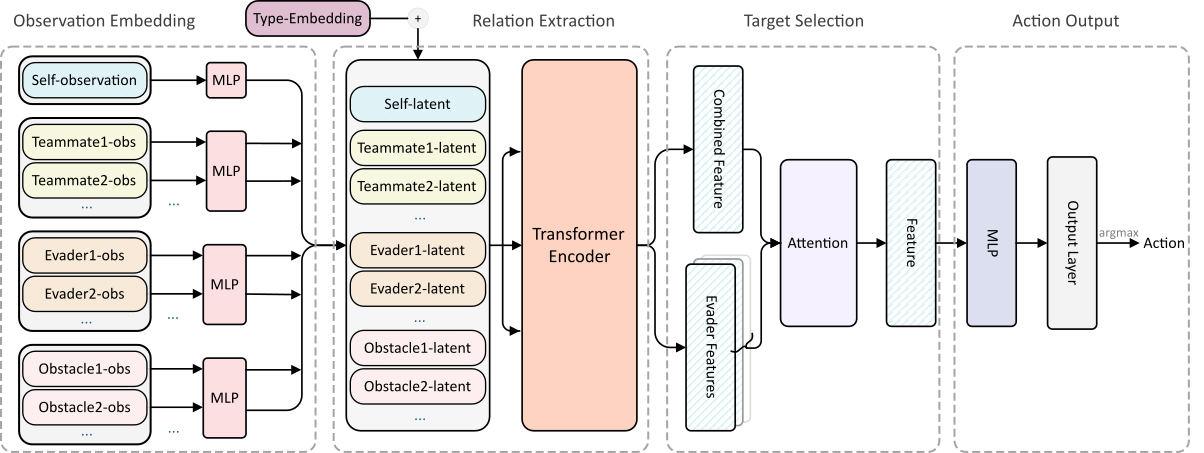 Observation Embedding
Type-Embedding
+
Relation Extraction
Target Selection
Action Output
Self-observation
MLP
Teammate1-obs
Teammate2-obs
...
...
MLP
Evader1-obs
Evader2-obs
...
...
MLP
Obstacle1-obs
Obstacle2-obs
...
...
MLP
Self-latent
Teammate1-latent
Teammate2-latent
...
Evader1-latent
Evader2-latent
...
Obstacle1-latent
Obstacle2-latent
...
Transformer
Encoder
Combined Feature
Evader Features
Attention
Feature
MLP
Output Layer
argmax
Action